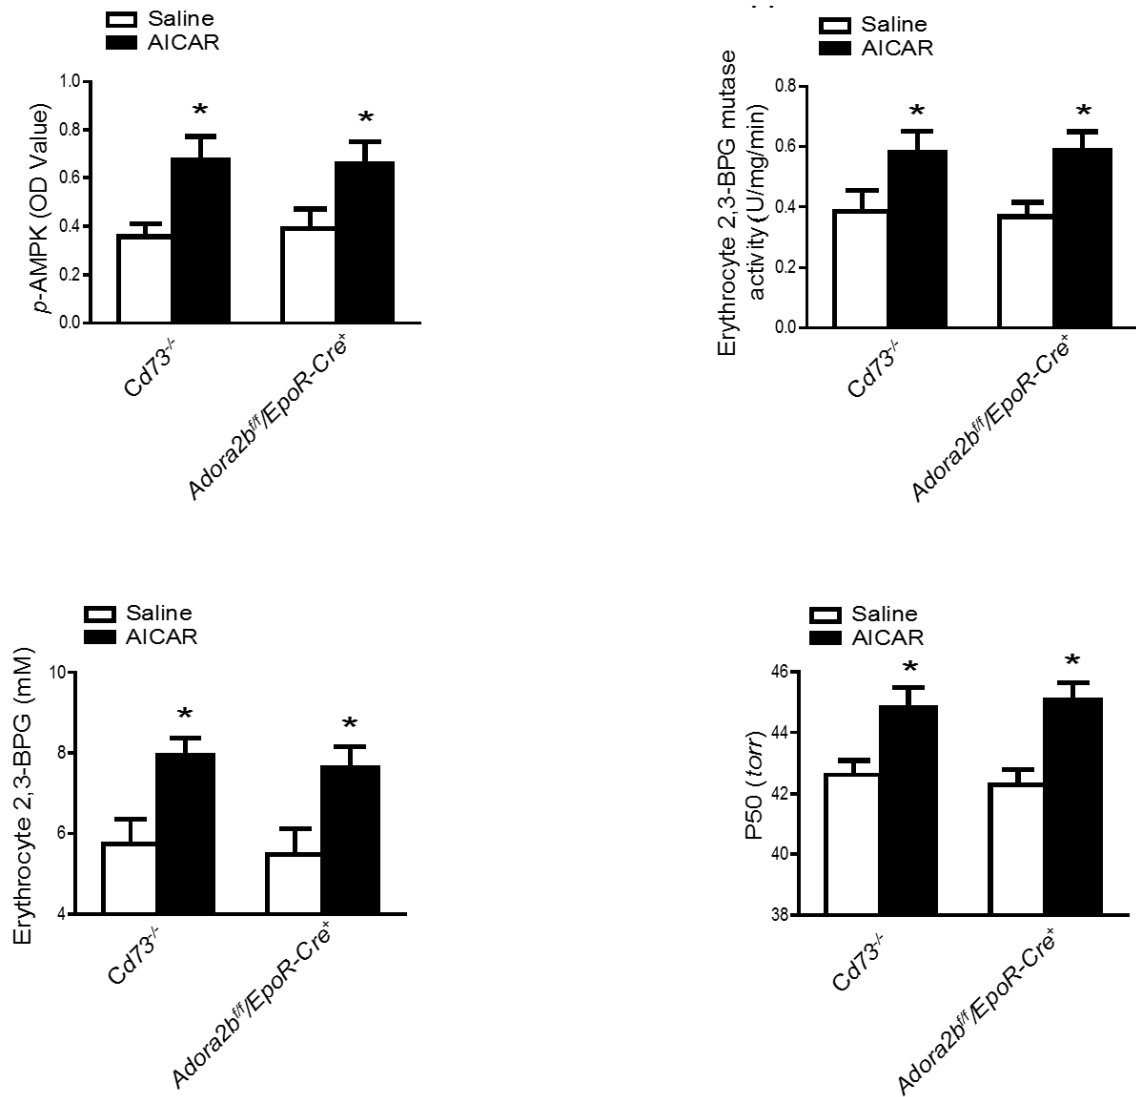 Saline
AICAR
p-AMPK (OD Value)
1.0
0.8
0.6
0.4
0.2
0.0
*
*
Cd73-/-
Adora2bf/f/EpoR-Cre+
Saline
AICAR
Erythrocyte 2,3-BPG mutase
activity (U/mg/min)
0.8
0.6
0.4
0.2
0.0
*
*
Cd73-/-
Adora2bf/f/EpoR-Cre+
Saline
AICAR
Erythrocyte 2,3-BPG (mM)
10
8
6
4
*
*
Cd73-/-
Adora2bf/f/EpoR-Cre+
Saline
AICAR
P50 (torr)
46
44
42
40
38
*
*
Cd73-/-
Adora2bf/f/EpoR-Cre+